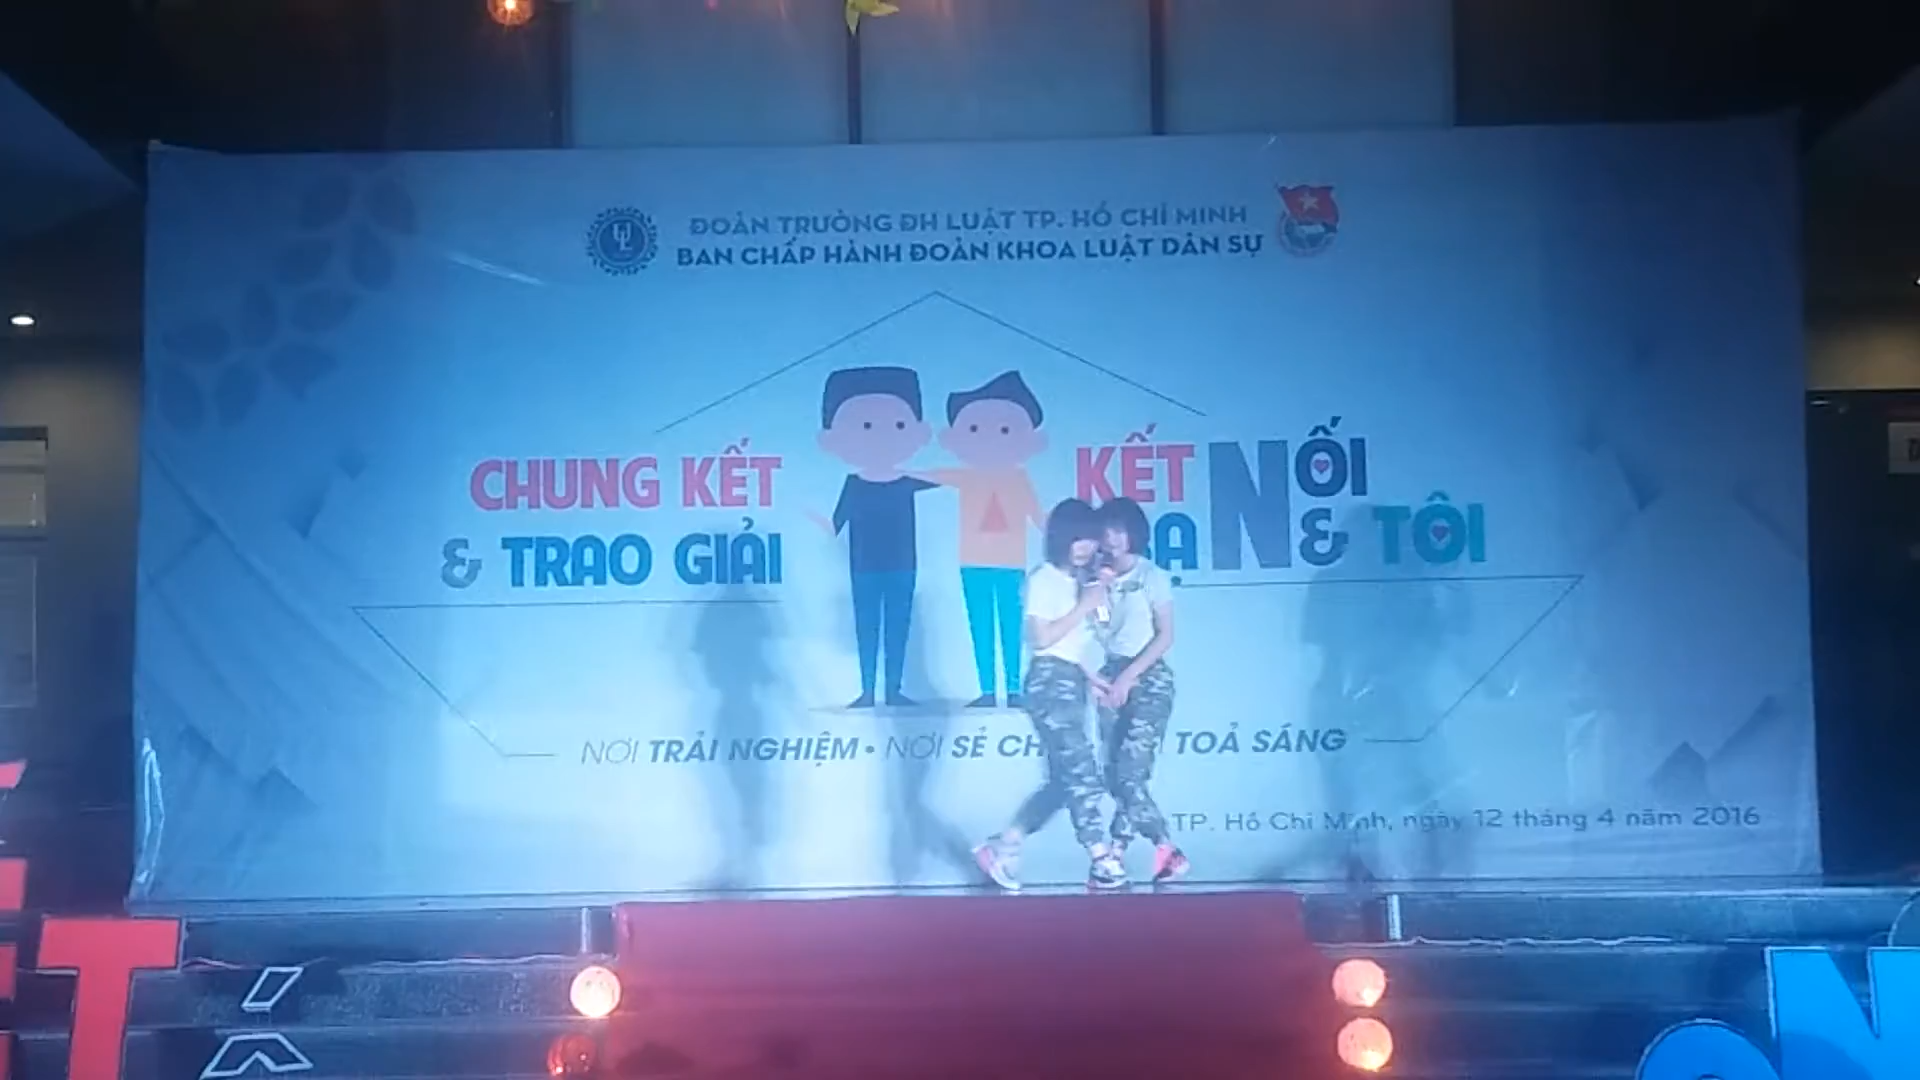 ĐOÀN TRƯỜNG ĐH LUẬT TP. HỒ CHÍ MINH
BAN CHẤP HÀNH ĐOÀN KHOA LUẬT DÂN SỰ
CHUNG KẾT
& TRAO GIẢI
KẾT NỐI
BẠN & TÔI
NƠI TRẢI NGHIỆM • NƠI SẺ CH TOẢ SÁNG
TP. Hồ Chí Minh, ngày 12 tháng 4 năm 2016